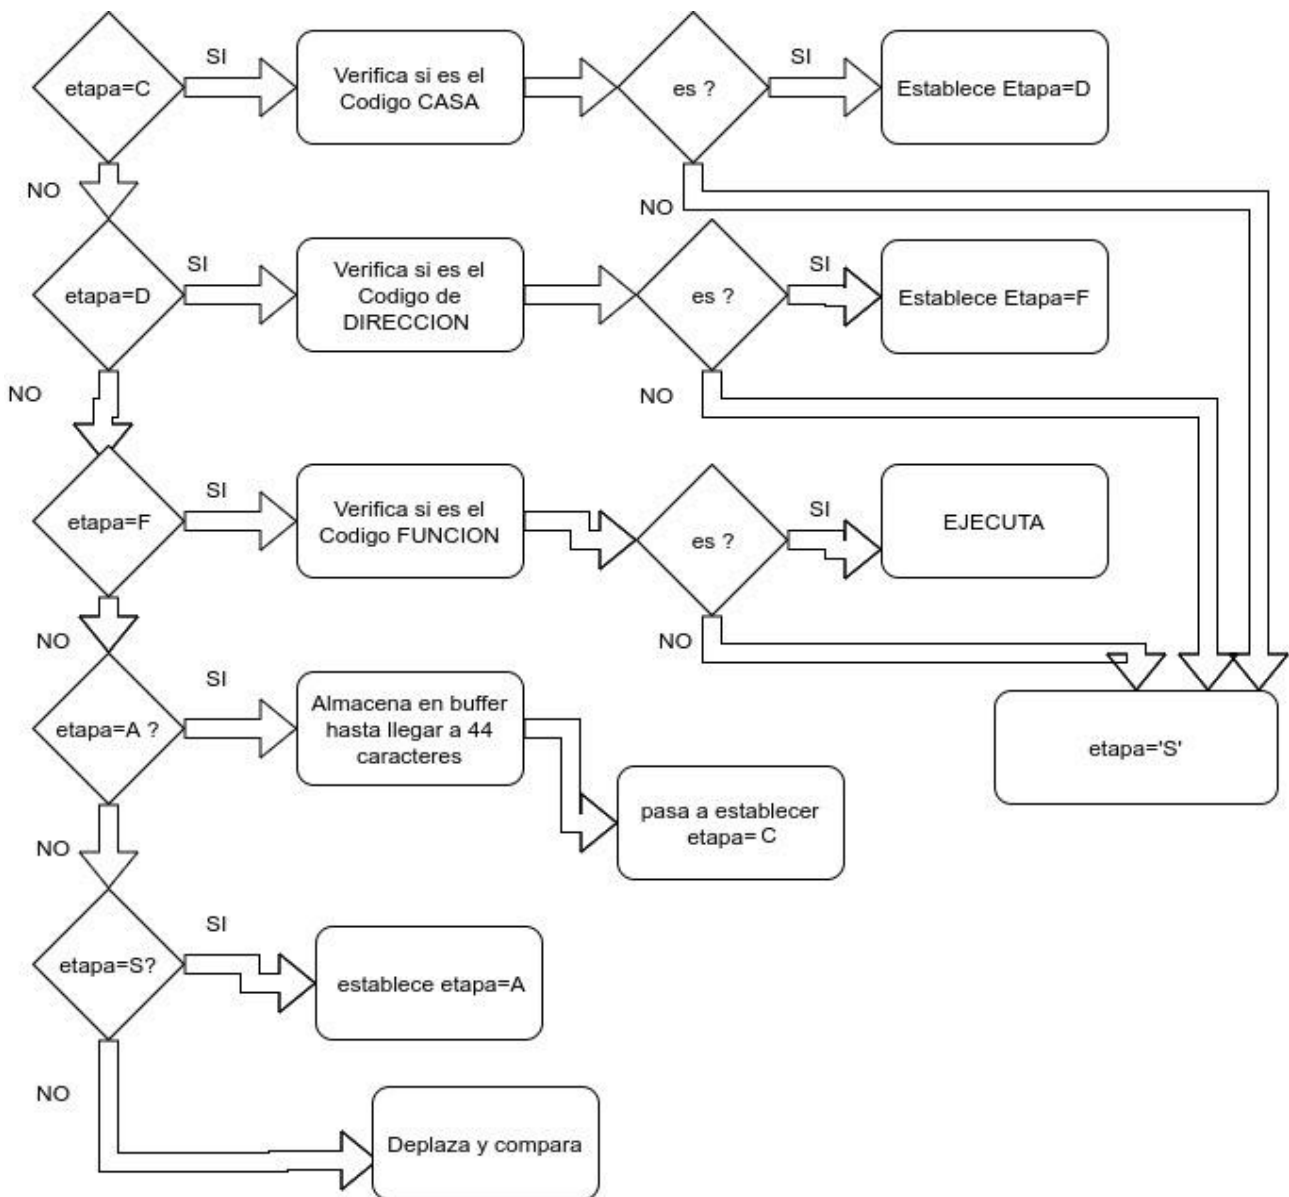 etapa=C
SI
Verifica si es el
Codigo CASA
es ?
SI
Establece Etapa=D
NO
NO
etapa=D
SI
Verifica si es el
Codigo de
DIRECCION
es ?
SI
Establece Etapa=F
NO
NO
etapa=F
SI
Verifica si es el
Codigo FUNCION
es ?
SI
EJECUTA
NO
NO
etapa=A ?
SI
Almacena en buffer
hasta llegar a 44
caracteres
pasa a establecer
etapa= C
etapa='S'
NO
etapa=S?
SI
establece etapa=A
NO
Deplaza y compara